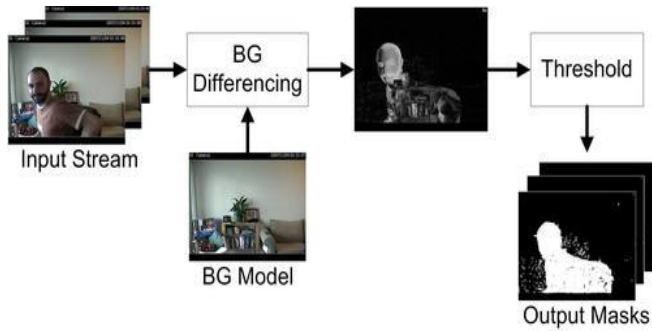 BG
Differencing
Threshold
Input Stream
BG Model
Output Masks